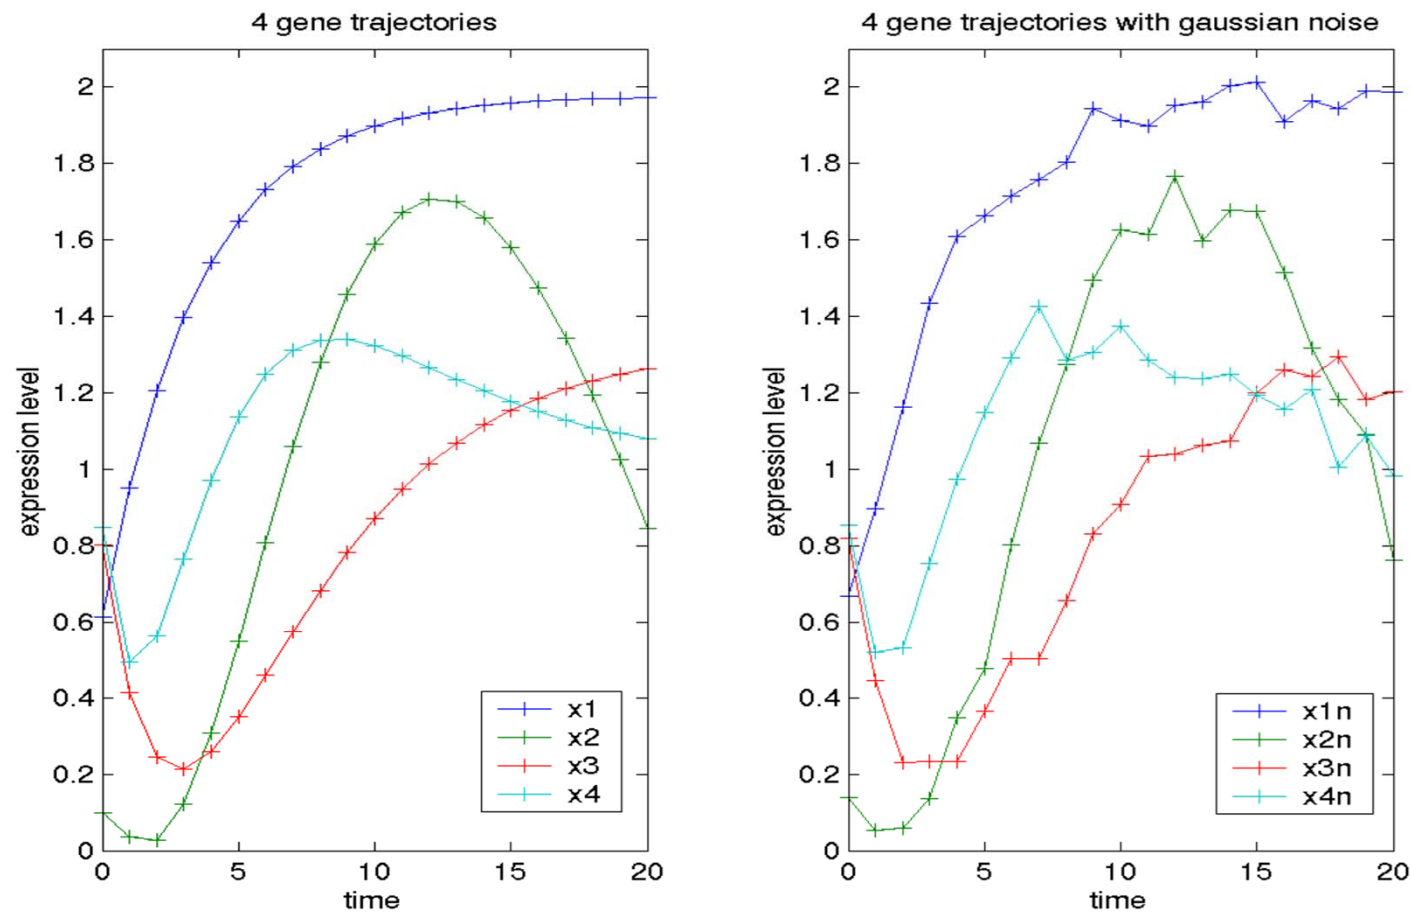 4 gene trajectories
expression level
2
1.8
1.6
1.4
1.2
1
0.8
0.6
0.4
0.2
0
0 5 10 15 20
time
x1
x2
x3
x4
4 gene trajectories with gaussian noise
expression level
2
1.8
1.6
1.4
1.2
1
0.8
0.6
0.4
0.2
0
0 5 10 15 20
time
x1n
x2n
x3n
x4n